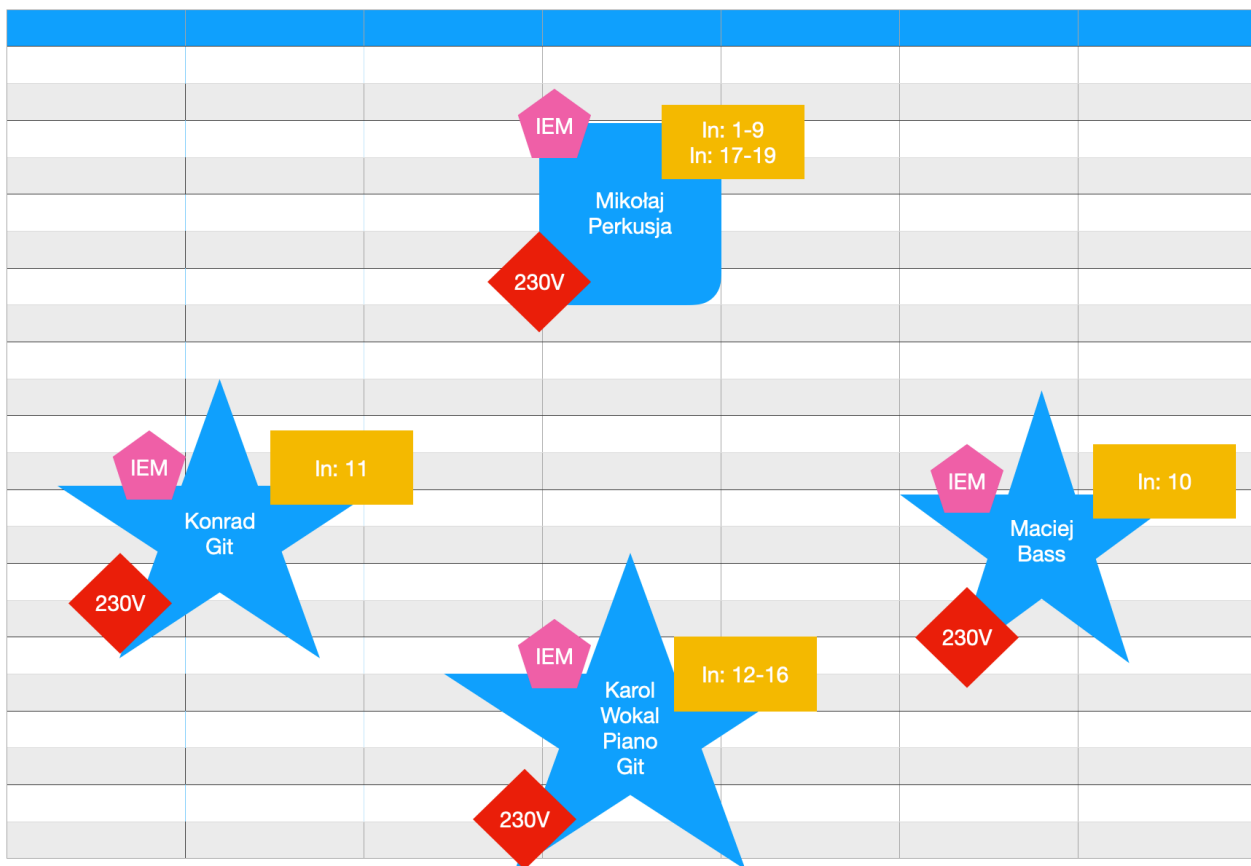 IEM
In: 1-9
In: 17-19
Mikołaj
Perkusja
230V
IEM
In: 11
Konrad
Git
230V
IEM
In: 10
Maciej
Bass
230V
IEM
In: 12-16
Karol
Wokal
Piano
Git
230V